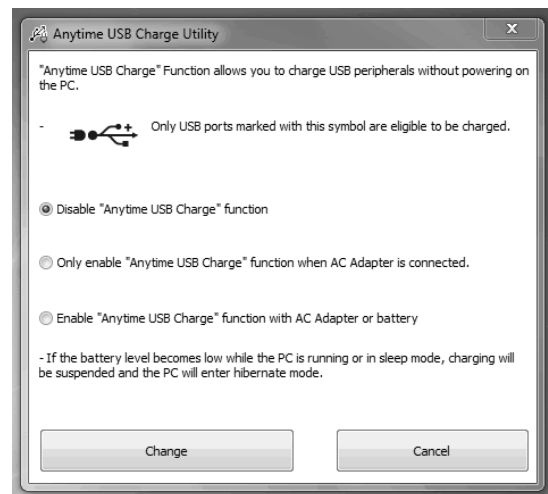 Anytime USB Charge Utility
X
"Anytime USB Charge" Function allows you to charge USB peripherals without powering on
the PC.
- Only USB ports marked with this symbol are eligible to be charged.
Disable "Anytime USB Charge" function
Only enable "Anytime USB Charge" function when AC Adapter is connected.
Enable "Anytime USB Charge" function with AC Adapter or battery
- If the battery level becomes low while the PC is running or in sleep mode, charging will
be suspended and the PC will enter hibernate mode.
Change
Cancel